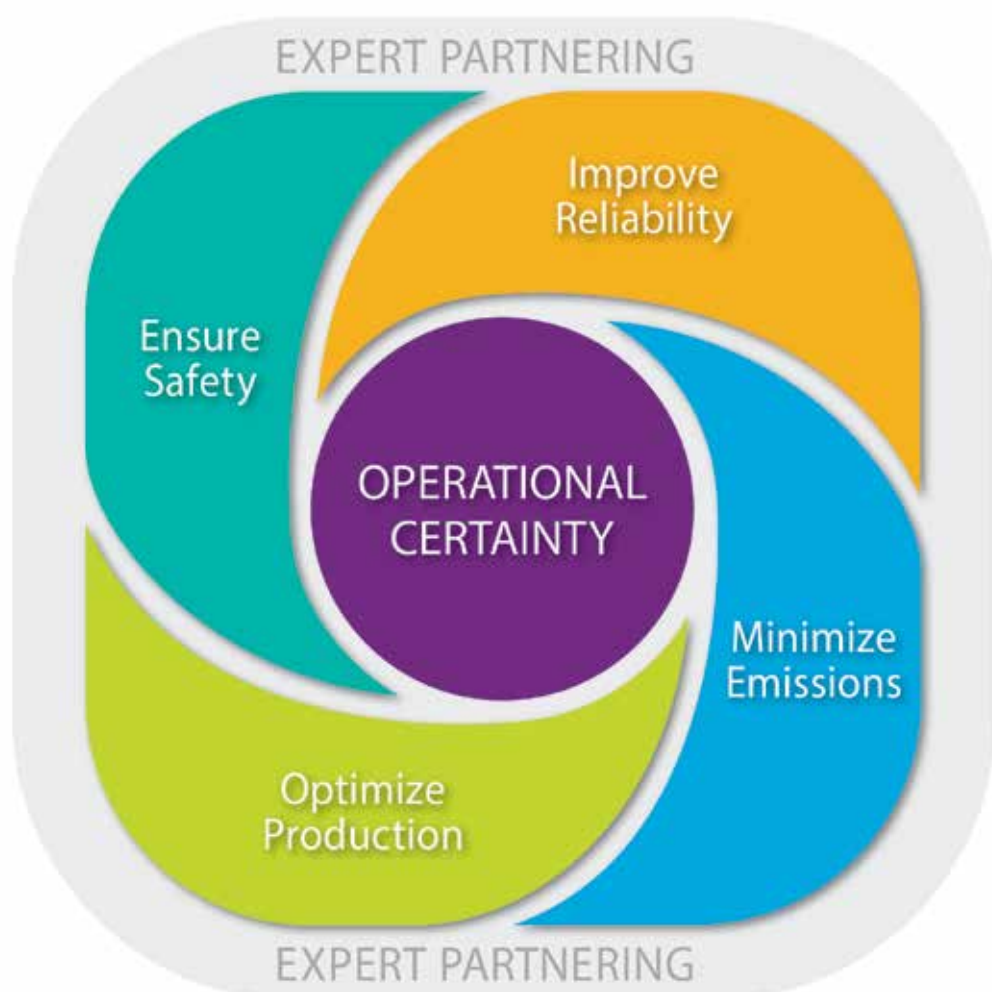 EXPERT PARTNERING
Improve
Reliability
Ensure
Safety
OPERATIONAL
CERTAINTY
Minimize
Emissions
Optimize
Production
EXPERT PARTNERING